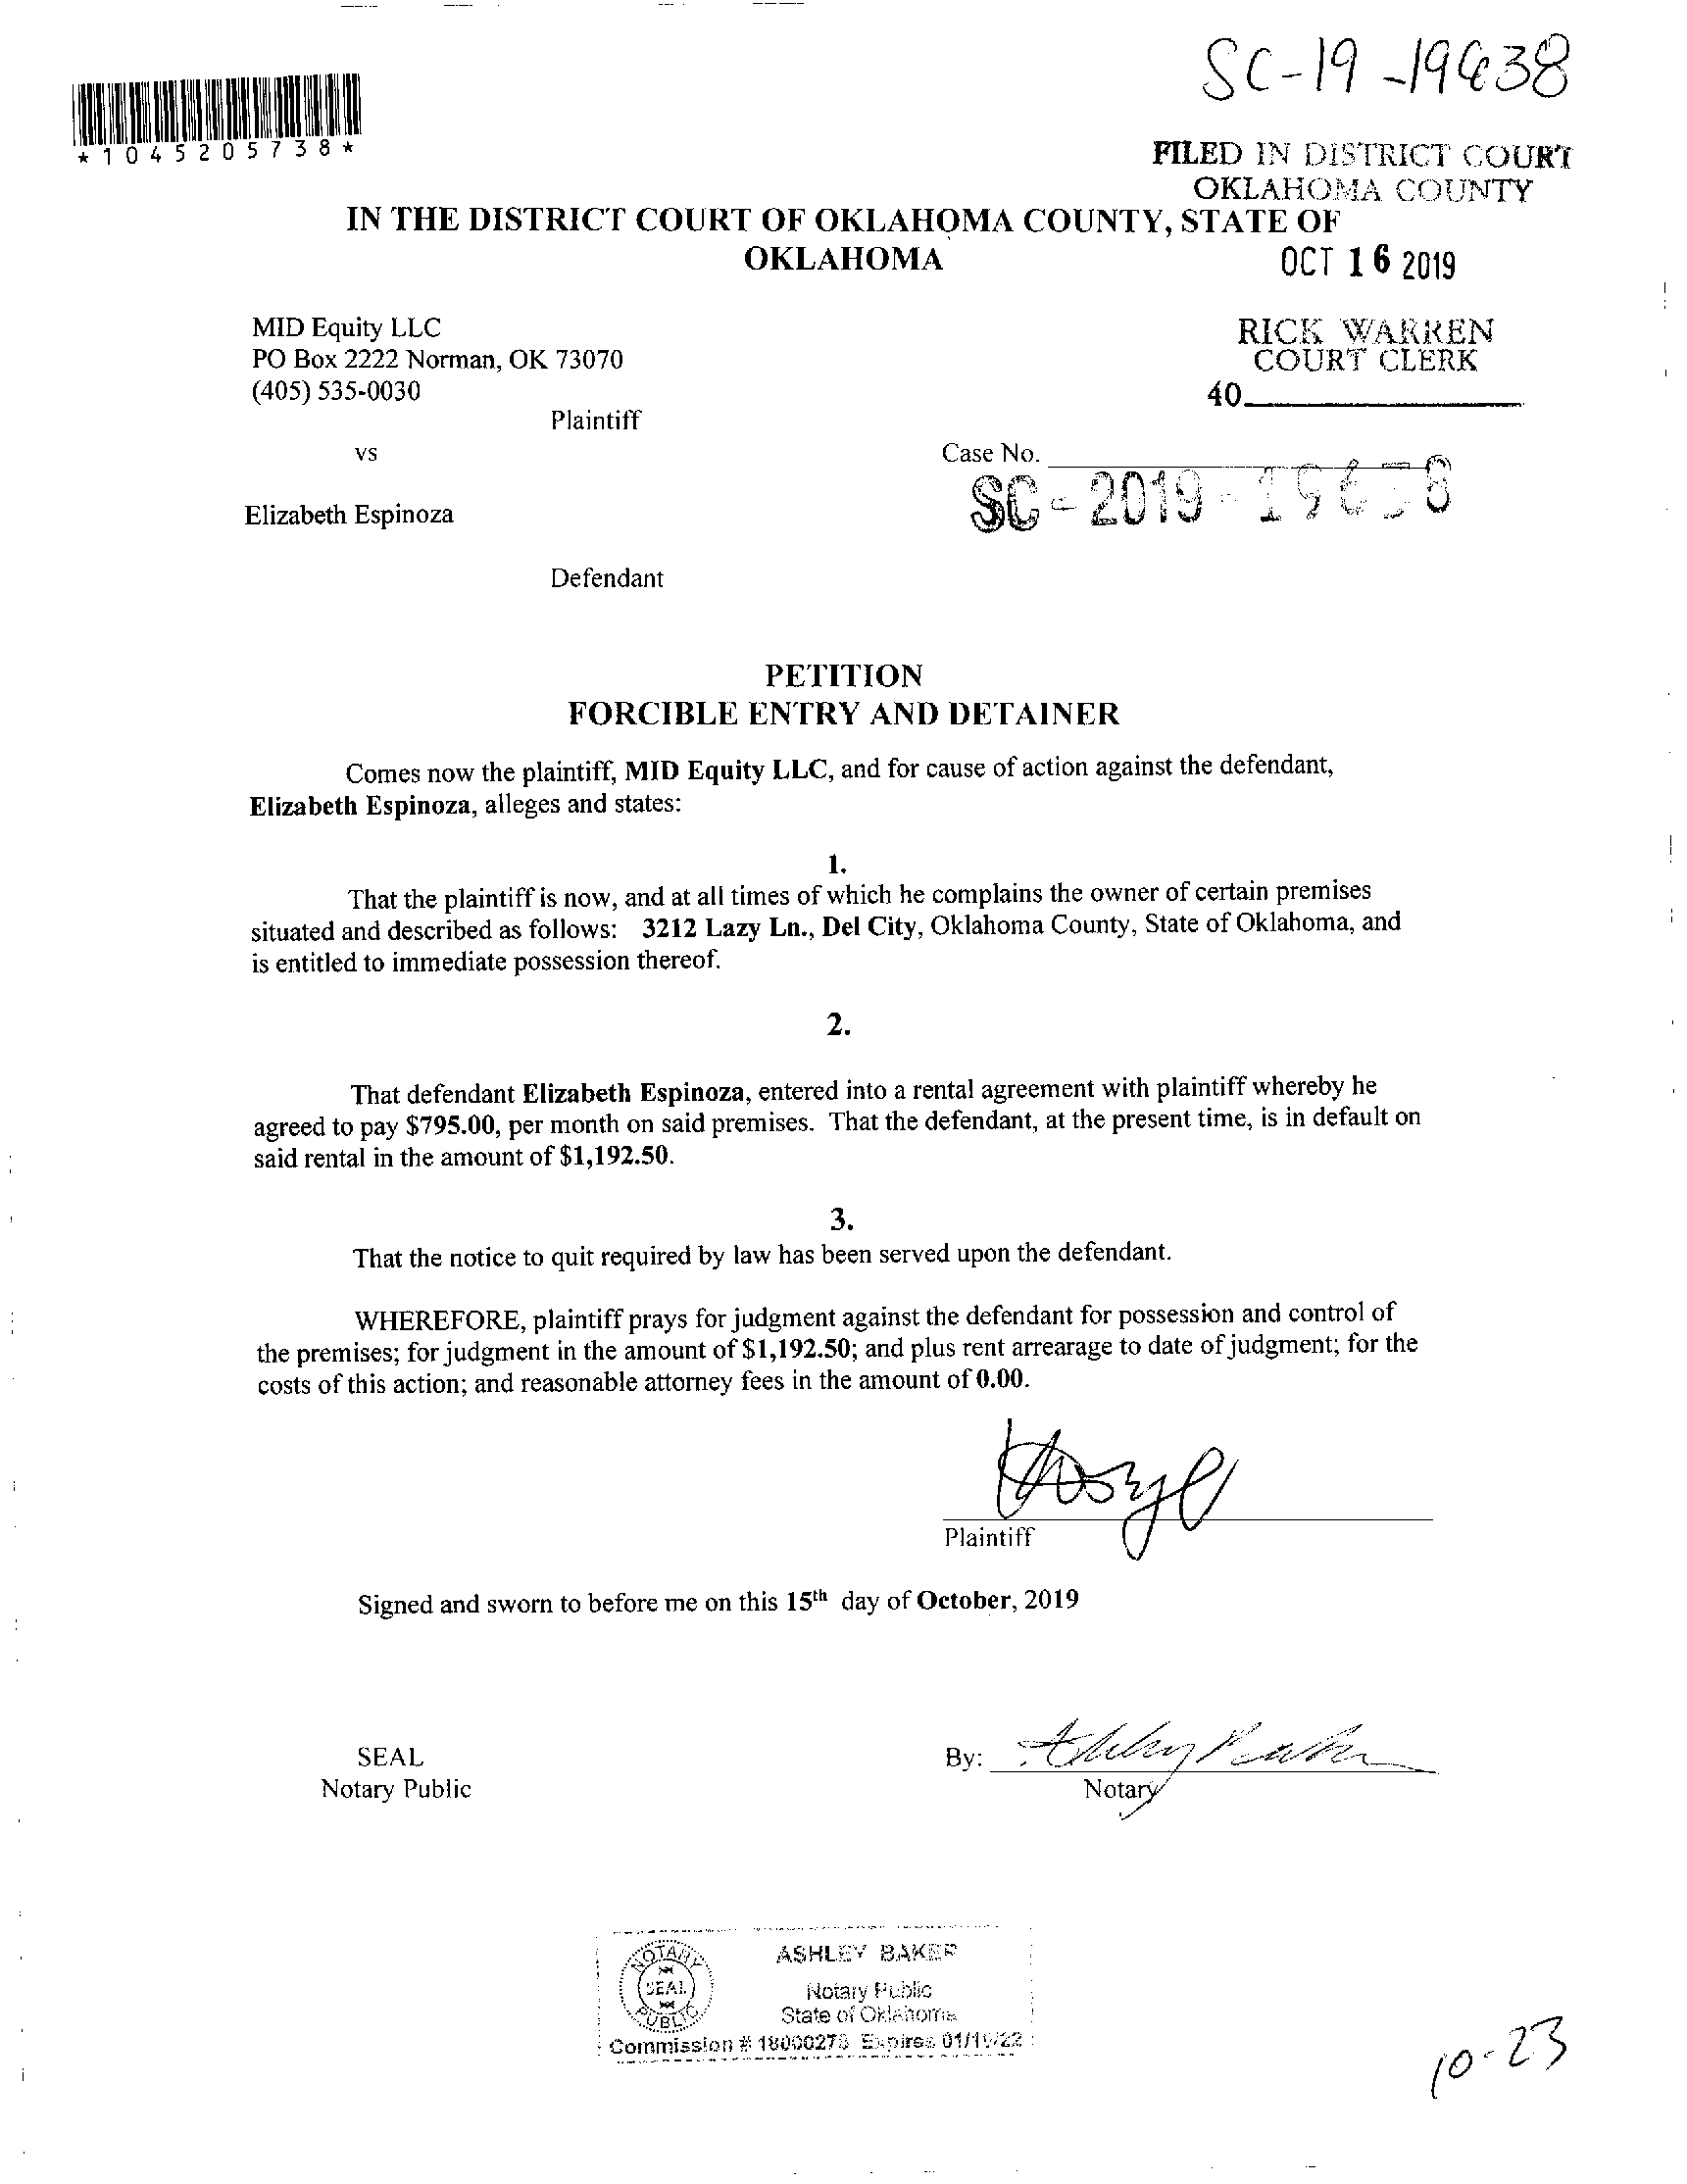 SC-19-19638
*1045205738*
FILED IN DISTRICT COURT
OKLAHOMA COUNTY
IN THE DISTRICT COURT OF OKLAHOMA COUNTY, STATE OF
OKLAHOMA
OCT 16 2019
MID Equity LLC
PO Box 2222 Norman, OK 73070
(405) 535-0030
Plaintiff
RICK WARREN
COURT CLERK
40
vs
Case No.
SC-2019-19638
Elizabeth Espinoza
Defendant
PETITION
FORCIBLE ENTRY AND DETAINER
Comes now the plaintiff, MID Equity LLC, and for cause of action against the defendant,
Elizabeth Espinoza, alleges and states:
1.
That the plaintiff is now, and at all times of which he complains the owner of certain premises
situated and described as follows: 3212 Lazy Ln., Del City, Oklahoma County, State of Oklahoma, and
is entitled to immediate possession thereof.
2.
That defendant Elizabeth Espinoza, entered into a rental agreement with plaintiff whereby he
agreed to pay $795.00, per month on said premises. That the defendant, at the present time, is in default on
said rental in the amount of $1,192.50.
3.
That the notice to quit required by law has been served upon the defendant.
WHEREFORE, plaintiff prays for judgment against the defendant for possession and control of
the premises; for judgment in the amount of $1,192.50; and plus rent arrearage to date of judgment; for the
costs of this action; and reasonable attorney fees in the amount of 0.00.
Plaintiff
Signed and sworn to before me on this 15th day of October, 2019
SEAL
Notary Public
By: Ashley Baker
Notary
NOTARY
SEAL
PUBLIC
ASHLEY BAKER
Notary Public
State of Oklahoma
Commission # 18000278 Expires
10-23